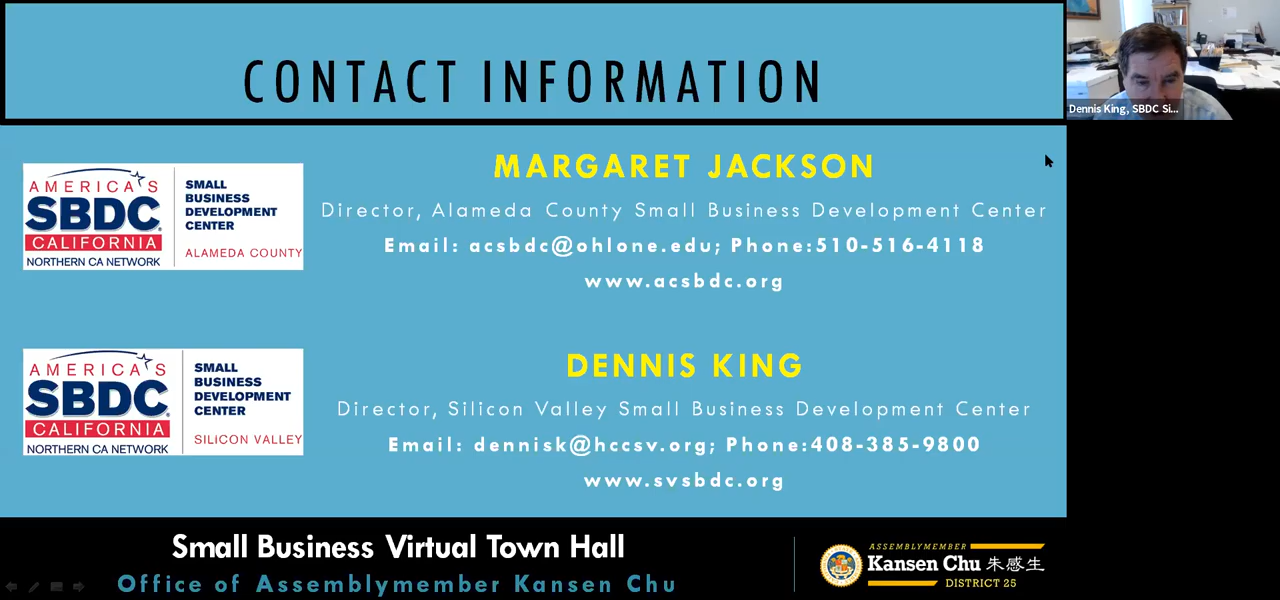 CONTACT INFORMATION
Dennis King, SBDC Si...
AMERICA'S
SBDC
CALIFORNIA
NORTHERN CA NETWORK
SMALL
BUSINESS
DEVELOPMENT
CENTER
ALAMEDA COUNTY
MARGARET JACKSON
Director, Alameda County Small Business Development Center
Email: acsbdc@ohlone.edu; Phone:510-516-4118
www.acsbdc.org
AMERICA'S
SBDC
CALIFORNIA
NORTHERN CA NETWORK
SMALL
BUSINESS
DEVELOPMENT
CENTER
SILICON VALLEY
DENNIS KING
Director, Silicon Valley Small Business Development Center
Email: dennisk@hccsv.org; Phone:408-385-9800
www.svsbdc.org
Small Business Virtual Town Hall
Office of Assemblymember Kansen Chu
ASSEMBLYMEMBER
Kansen Chu 朱感生
DISTRICT 25